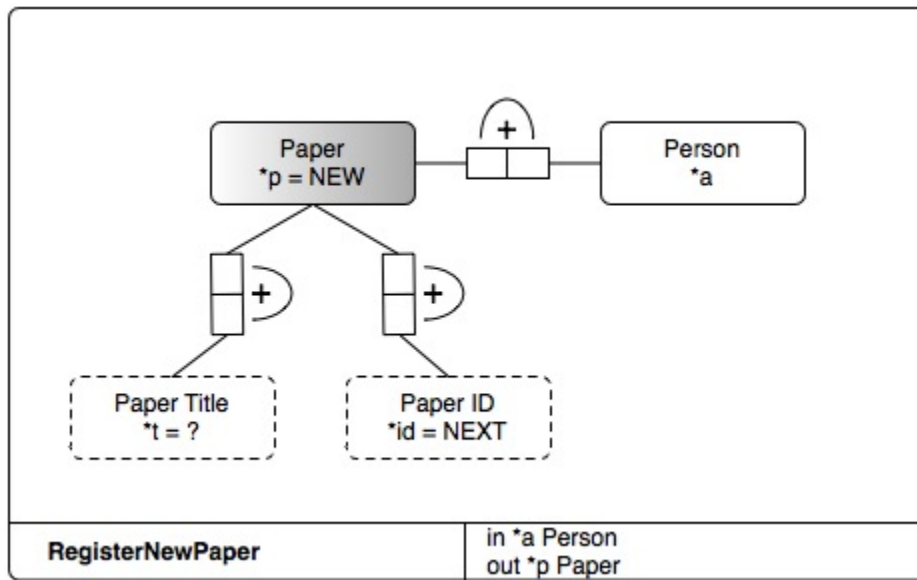 +
Paper
*p = NEW
Person
*a
+
+
Paper Title
*t = ?
Paper ID
*id = NEXT
RegisterNewPaper
in *a Person
out *p Paper